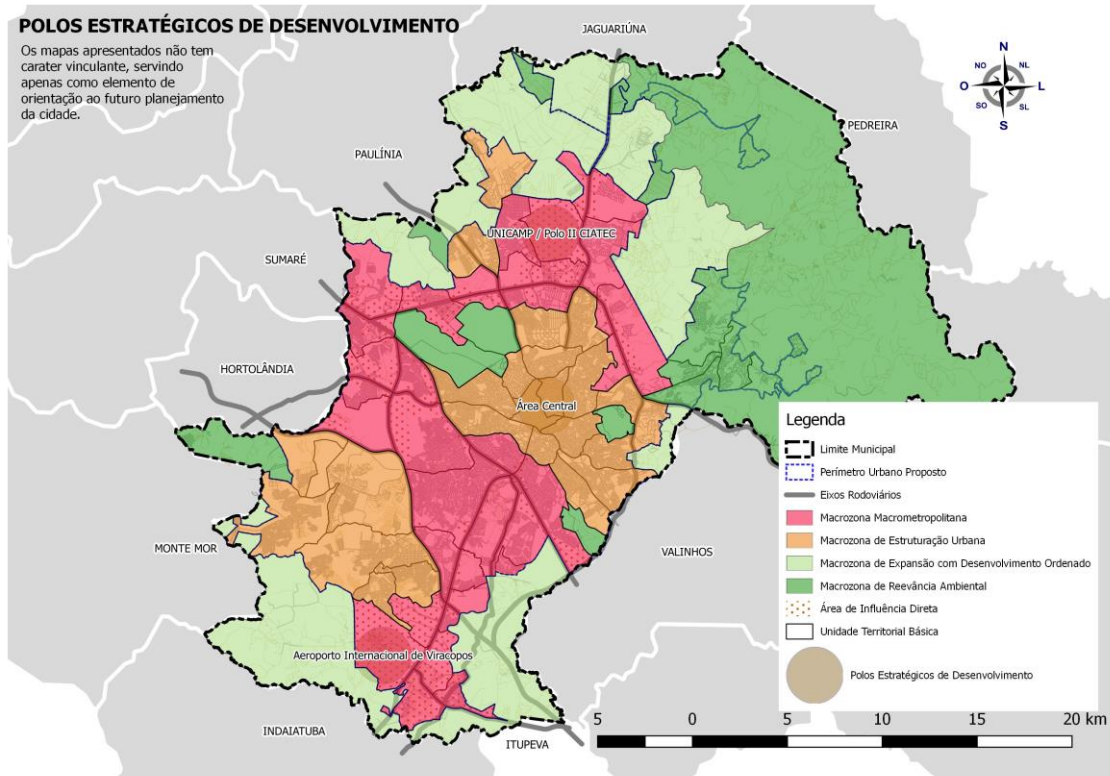 POLOS ESTRATÉGICOS DE DESENVOLVIMENTO
Os mapas apresentados não tem
carater vinculante, servindo
apenas como elemento de
orientação ao futuro planejamento
da cidade.
JAGUARIÚNA
N
NO
NL
O
L
SO
SL
S
PEDREIRA
PAULÍNIA
UNICAMP / Polo II CIATEC
SUMARÉ
HORTOLÂNDIA
Área Central
MONTE MOR
VALINHOS
Aeroporto Internacional de Viracopos
INDAIATUBA
ITUPEVA
Legenda
Limite Municipal
Perímetro Urbano Proposto
Eixos Rodoviários
Macrozona Macrometropolitana
Macrozona de Estruturação Urbana
Macrozona de Expansão com Desenvolvimento Ordenado
Macrozona de Reevância Ambiental
Área de Influência Direta
Unidade Territorial Básica
Polos Estratégicos de Desenvolvimento
5 0 5 10 15 20 km